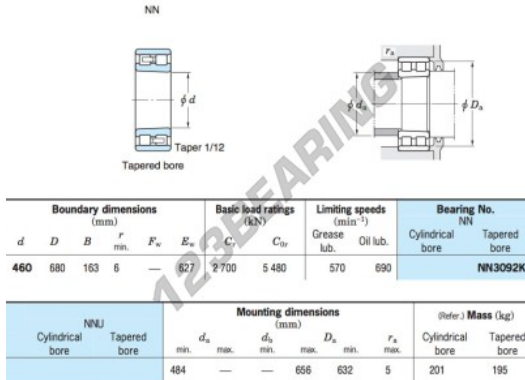 NN
φ d
Taper 1/12
Tapered bore
rₐ
φ dₐ
φ Dₐ
123BEARING
Boundary dimensions (mm) Basic load ratings (kN) Limiting speeds (min⁻¹) Bearing No. NN
d D B r min. Fw Ew Cr C0r Grease lub. Oil lub. Cylindrical bore Tapered bore
460 680 163 6 — 627 2 700 5 480 570 690 NN3092K
NNU Mounting dimensions (mm) (Refer.) Mass (kg)
Cylindrical bore Tapered bore dₐ min. max. db min. Dₐ max. min. rₐ max. Cylindrical bore Tapered bore
484 — — 656 632 5 201 195